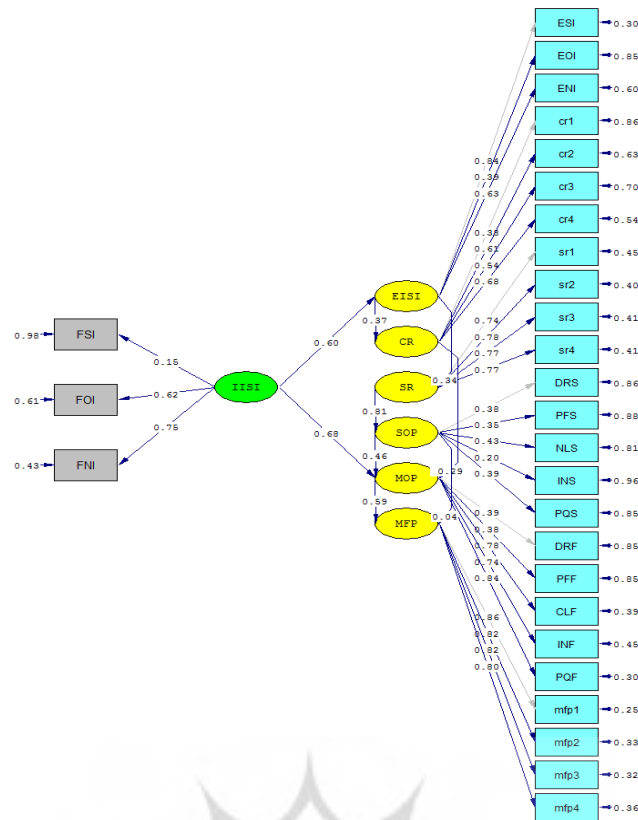 ESI
0.30
EOI
0.85
ENI
0.60
cr1
0.86
cr2
0.63
cr3
0.70
cr4
0.54
sr1
0.45
sr2
0.40
sr3
0.41
sr4
0.41
DRS
0.86
PFS
0.88
NLS
0.81
INS
0.96
PQS
0.85
DRF
0.85
PFF
0.85
CLF
0.39
INF
0.45
PQF
0.30
mfp1
0.25
mfp2
0.33
mfp3
0.32
mfp4
0.36
0.84
0.39
0.63
0.38
0.61
0.54
0.68
0.74
0.78
0.77
0.77
0.38
0.35
0.43
0.20
0.39
0.39
0.38
0.78
0.74
0.84
0.86
0.82
0.82
0.80
EISI
0.37
CR
0.34
SR
0.81
SOP
0.46
0.29
MOP
0.59
0.04
MFP
0.60
0.68
IISI
0.15
0.62
0.75
0.98
FSI
0.61
FOI
0.43
FNI